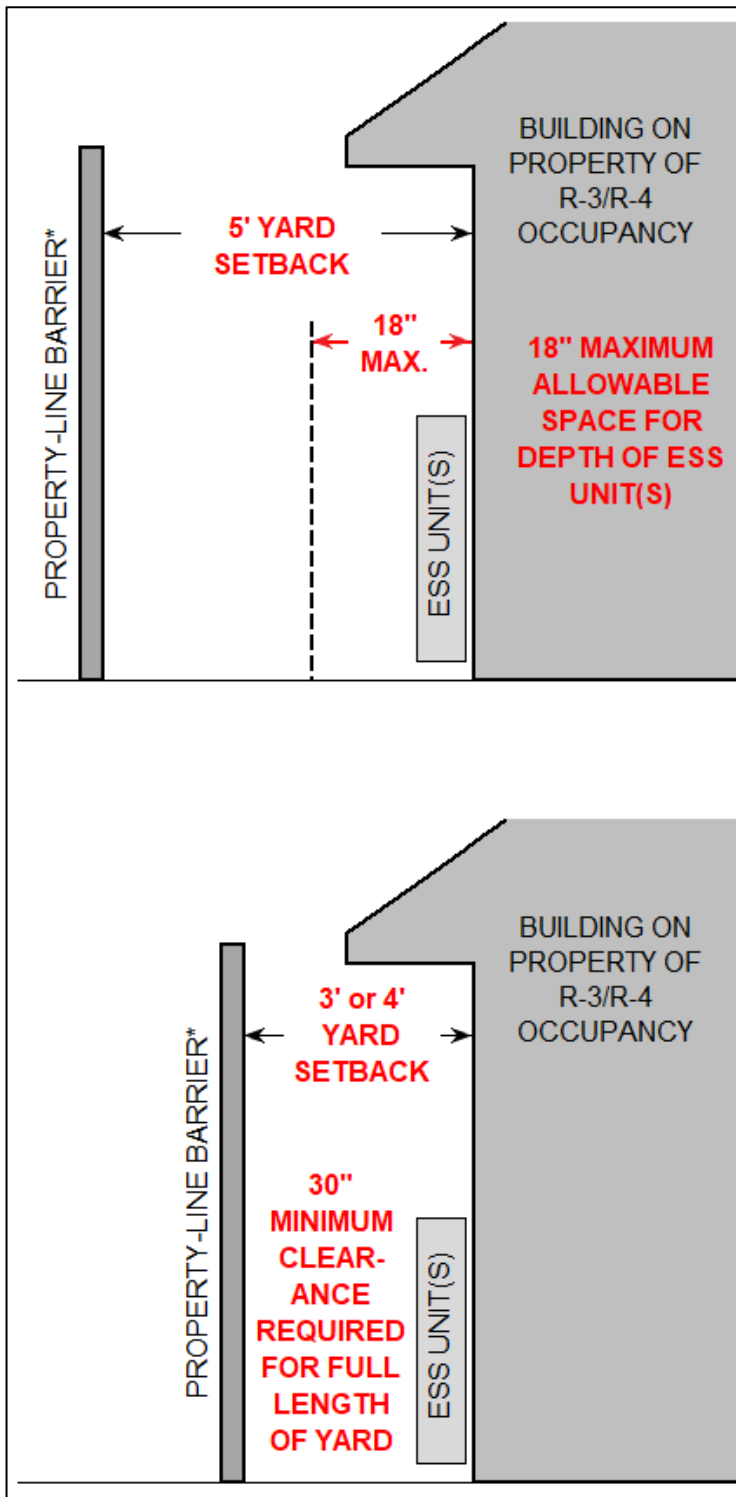 BUILDING ON
PROPERTY OF
R-3/R-4
OCCUPANCY
5' YARD
SETBACK
18" 
MAX.
18" MAXIMUM
ALLOWABLE
SPACE FOR
DEPTH OF ESS
UNIT(S)
PROPERTY-LINE BARRIER*
ESS UNIT(S)
BUILDING ON
PROPERTY OF
R-3/R-4
OCCUPANCY
3' or 4'
YARD
SETBACK
PROPERTY-LINE BARRIER*
30"
MINIMUM
CLEAR-
ANCE
REQUIRED
FOR FULL
LENGTH
OF YARD
ESS UNIT(S)